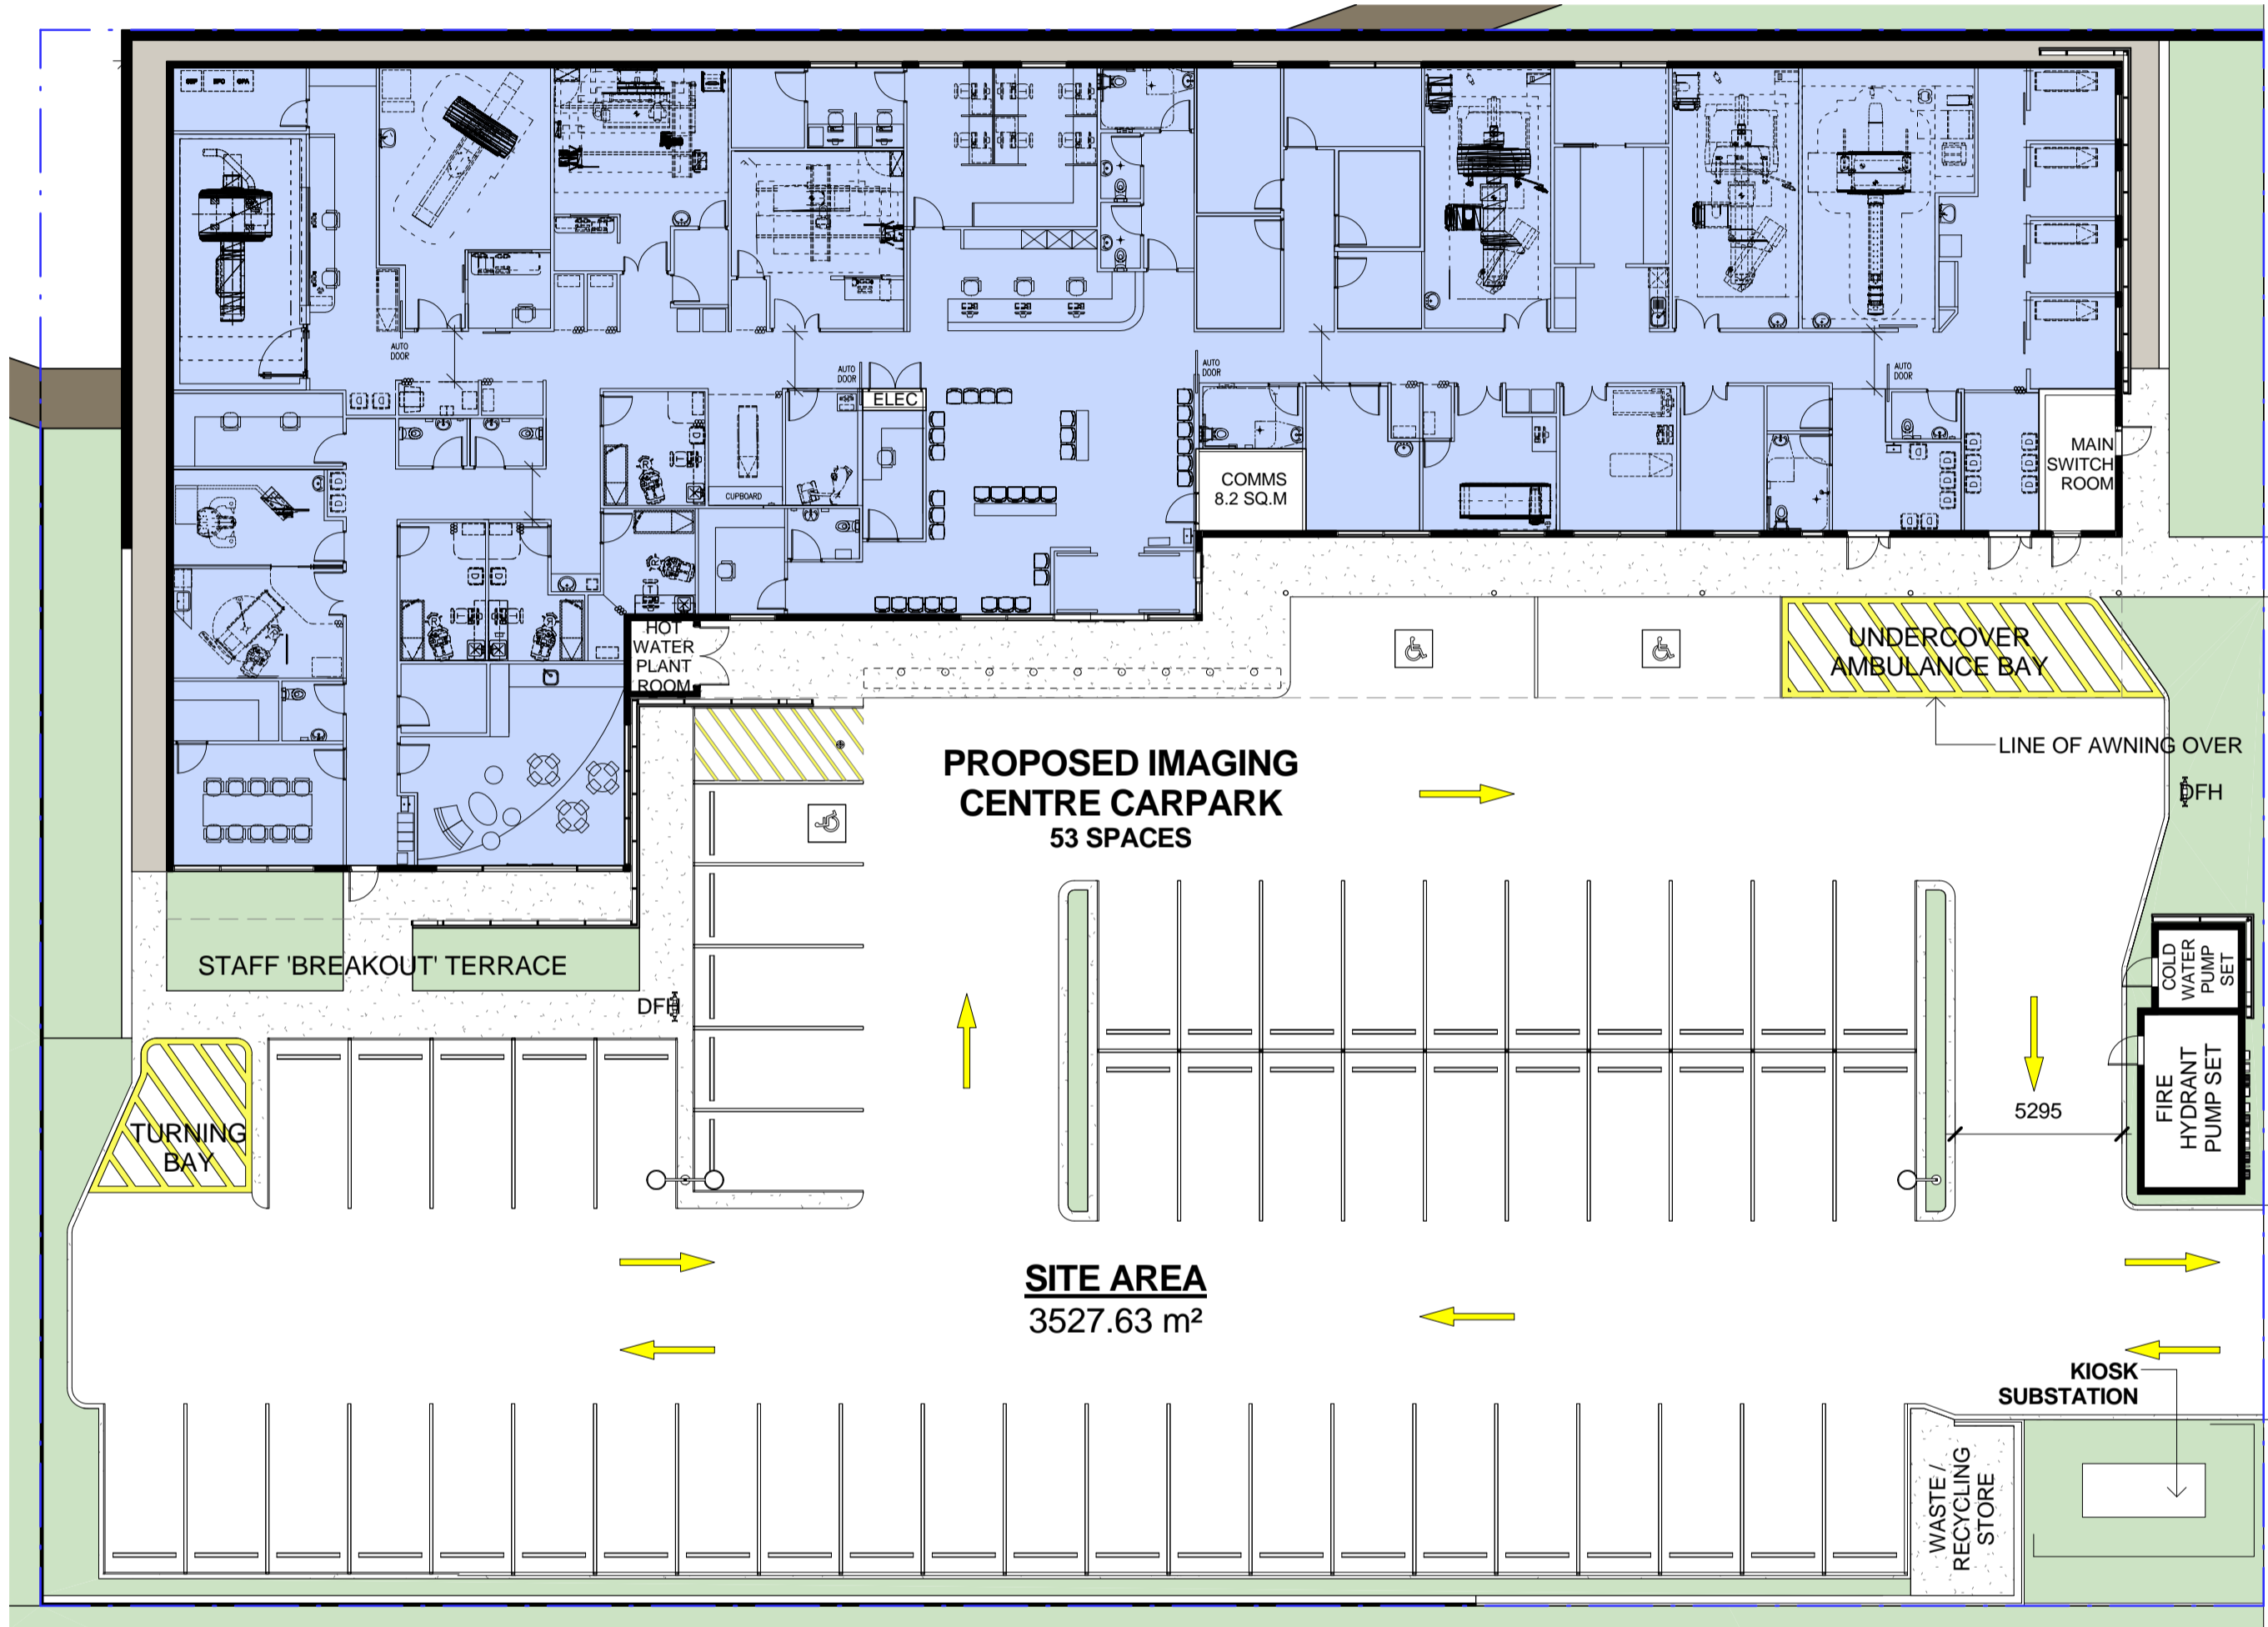 AUTO
DOOR
AUTO
DOOR
AUTO
DOOR
AUTO
DOOR
ELEC
CUPBOARD
COMMS
8.2 SQ.M
MAIN
SWITCH
ROOM
HOT
WATER
PLANT
ROOM
UNDERCOVER
AMBULANCE BAY
LINE OF AWNING OVER
PROPOSED IMAGING
CENTRE CARPARK
53 SPACES
DFH
STAFF 'BREAKOUT' TERRACE
DFH
COLD
WATER
PUMP
SET
FIRE
HYDRANT
PUMP SET
5295
TURNING
BAY
SITE AREA
3527.63 m²
KIOSK
SUBSTATION
WASTE /
RECYCLING
STORE